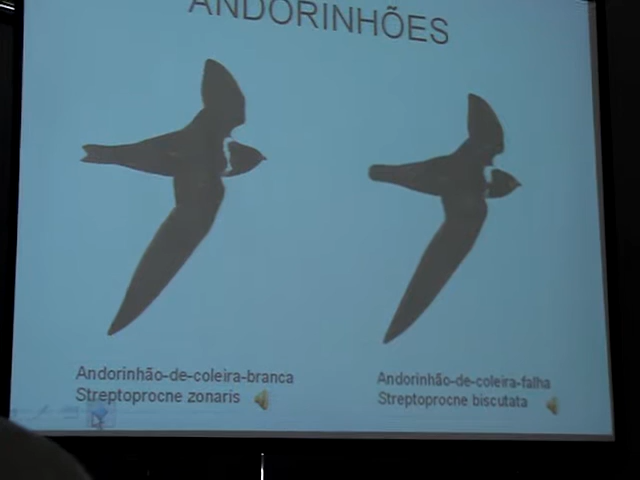 ANDORINHÕES
Andorinhão-de-coleira-branca
Streptoprocne zonaris
Andorinhão-de-coleira-falha
Streptoprocne biscutata